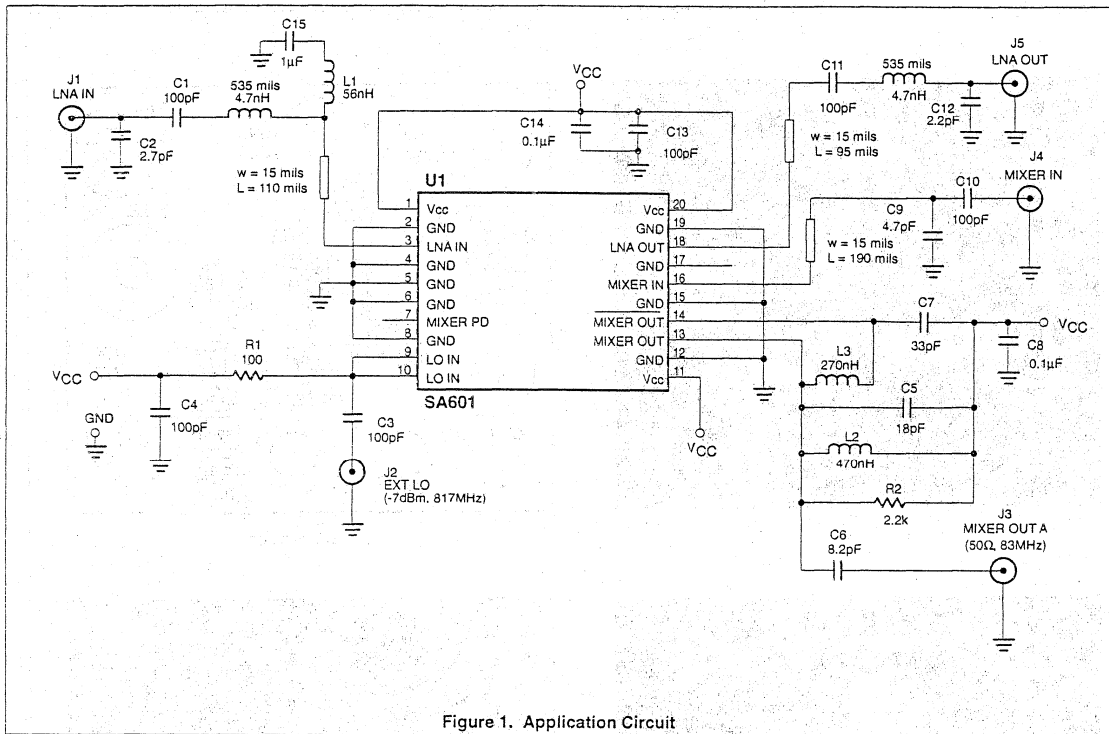 C15
1µF
L1
56nH
J1
LNA IN
C1
100pF
535 mils
4.7nH
C2
2.7pF
w = 15 mils
L = 110 mils
VCC
C14
0.1µF
C13
100pF
C11
100pF
535 mils
4.7nH
C12
2.2pF
J5
LNA OUT
w = 15 mils
L = 95 mils
J4
MIXER IN
C10
100pF
C9
4.7pF
w = 15 mils
L = 190 mils
U1
1 Vcc
2 GND
3 LNA IN
4 GND
5 GND
6 GND
7 MIXER PD
8 GND
9 LO IN
10 LO IN
Vcc 20
GND 19
LNA OUT 18
GND 17
MIXER IN 16
GND 15
MIXER OUT 14
MIXER OUT 13
GND 12
Vcc 11
SA601
VCC
R1
100
VCC
GND
C4
100pF
C3
100pF
J2
EXT LO
(-7dBm, 817MHz)
C7
33pF
VCC
C8
0.1µF
L3
270nH
C5
18pF
L2
470nH
R2
2.2k
C6
8.2pF
J3
MIXER OUT A
(50Ω, 83MHz)
Figure 1. Application Circuit